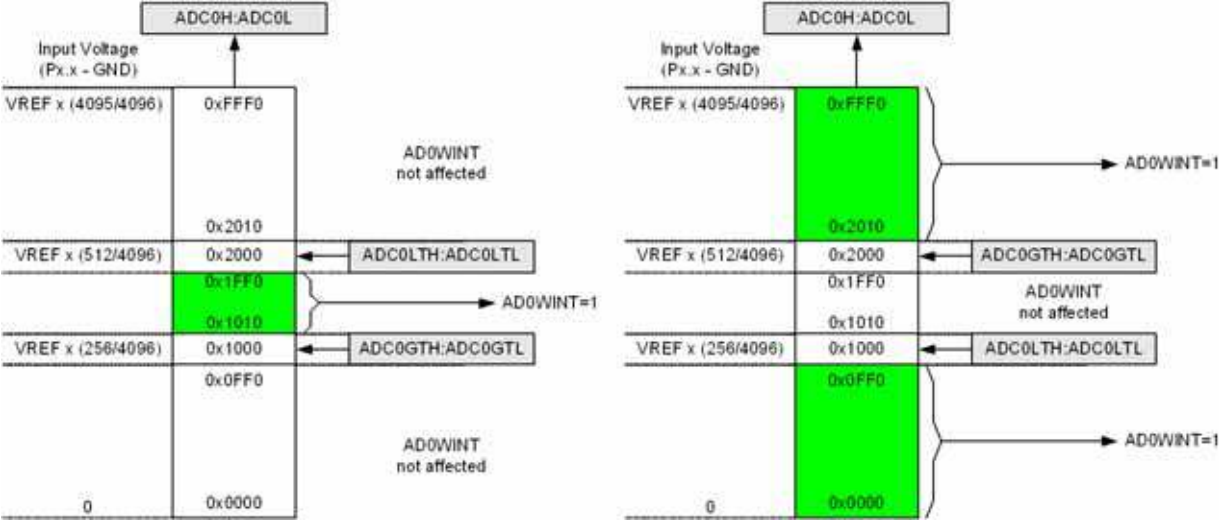 ADC0H:ADC0L
Input Voltage
(Px.x - GND)
VREF x (4095/4096)
0xFFF0
AD0WINT
not affected
0x2010
VREF x (512/4096)
0x2000
ADC0LTH:ADC0LTL
0x1FF0
AD0WINT=1
0x1010
VREF x (256/4096)
0x1000
ADC0GTH:ADC0GTL
0x0FF0
AD0WINT
not affected
0
0x0000
ADC0H:ADC0L
Input Voltage
(Px.x - GND)
VREF x (4095/4096)
0xFFF0
AD0WINT=1
0x2010
VREF x (512/4096)
0x2000
ADC0GTH:ADC0GTL
0x1FF0
AD0WINT
not affected
0x1010
VREF x (256/4096)
0x1000
ADC0LTH:ADC0LTL
0x0FF0
AD0WINT=1
0
0x0000